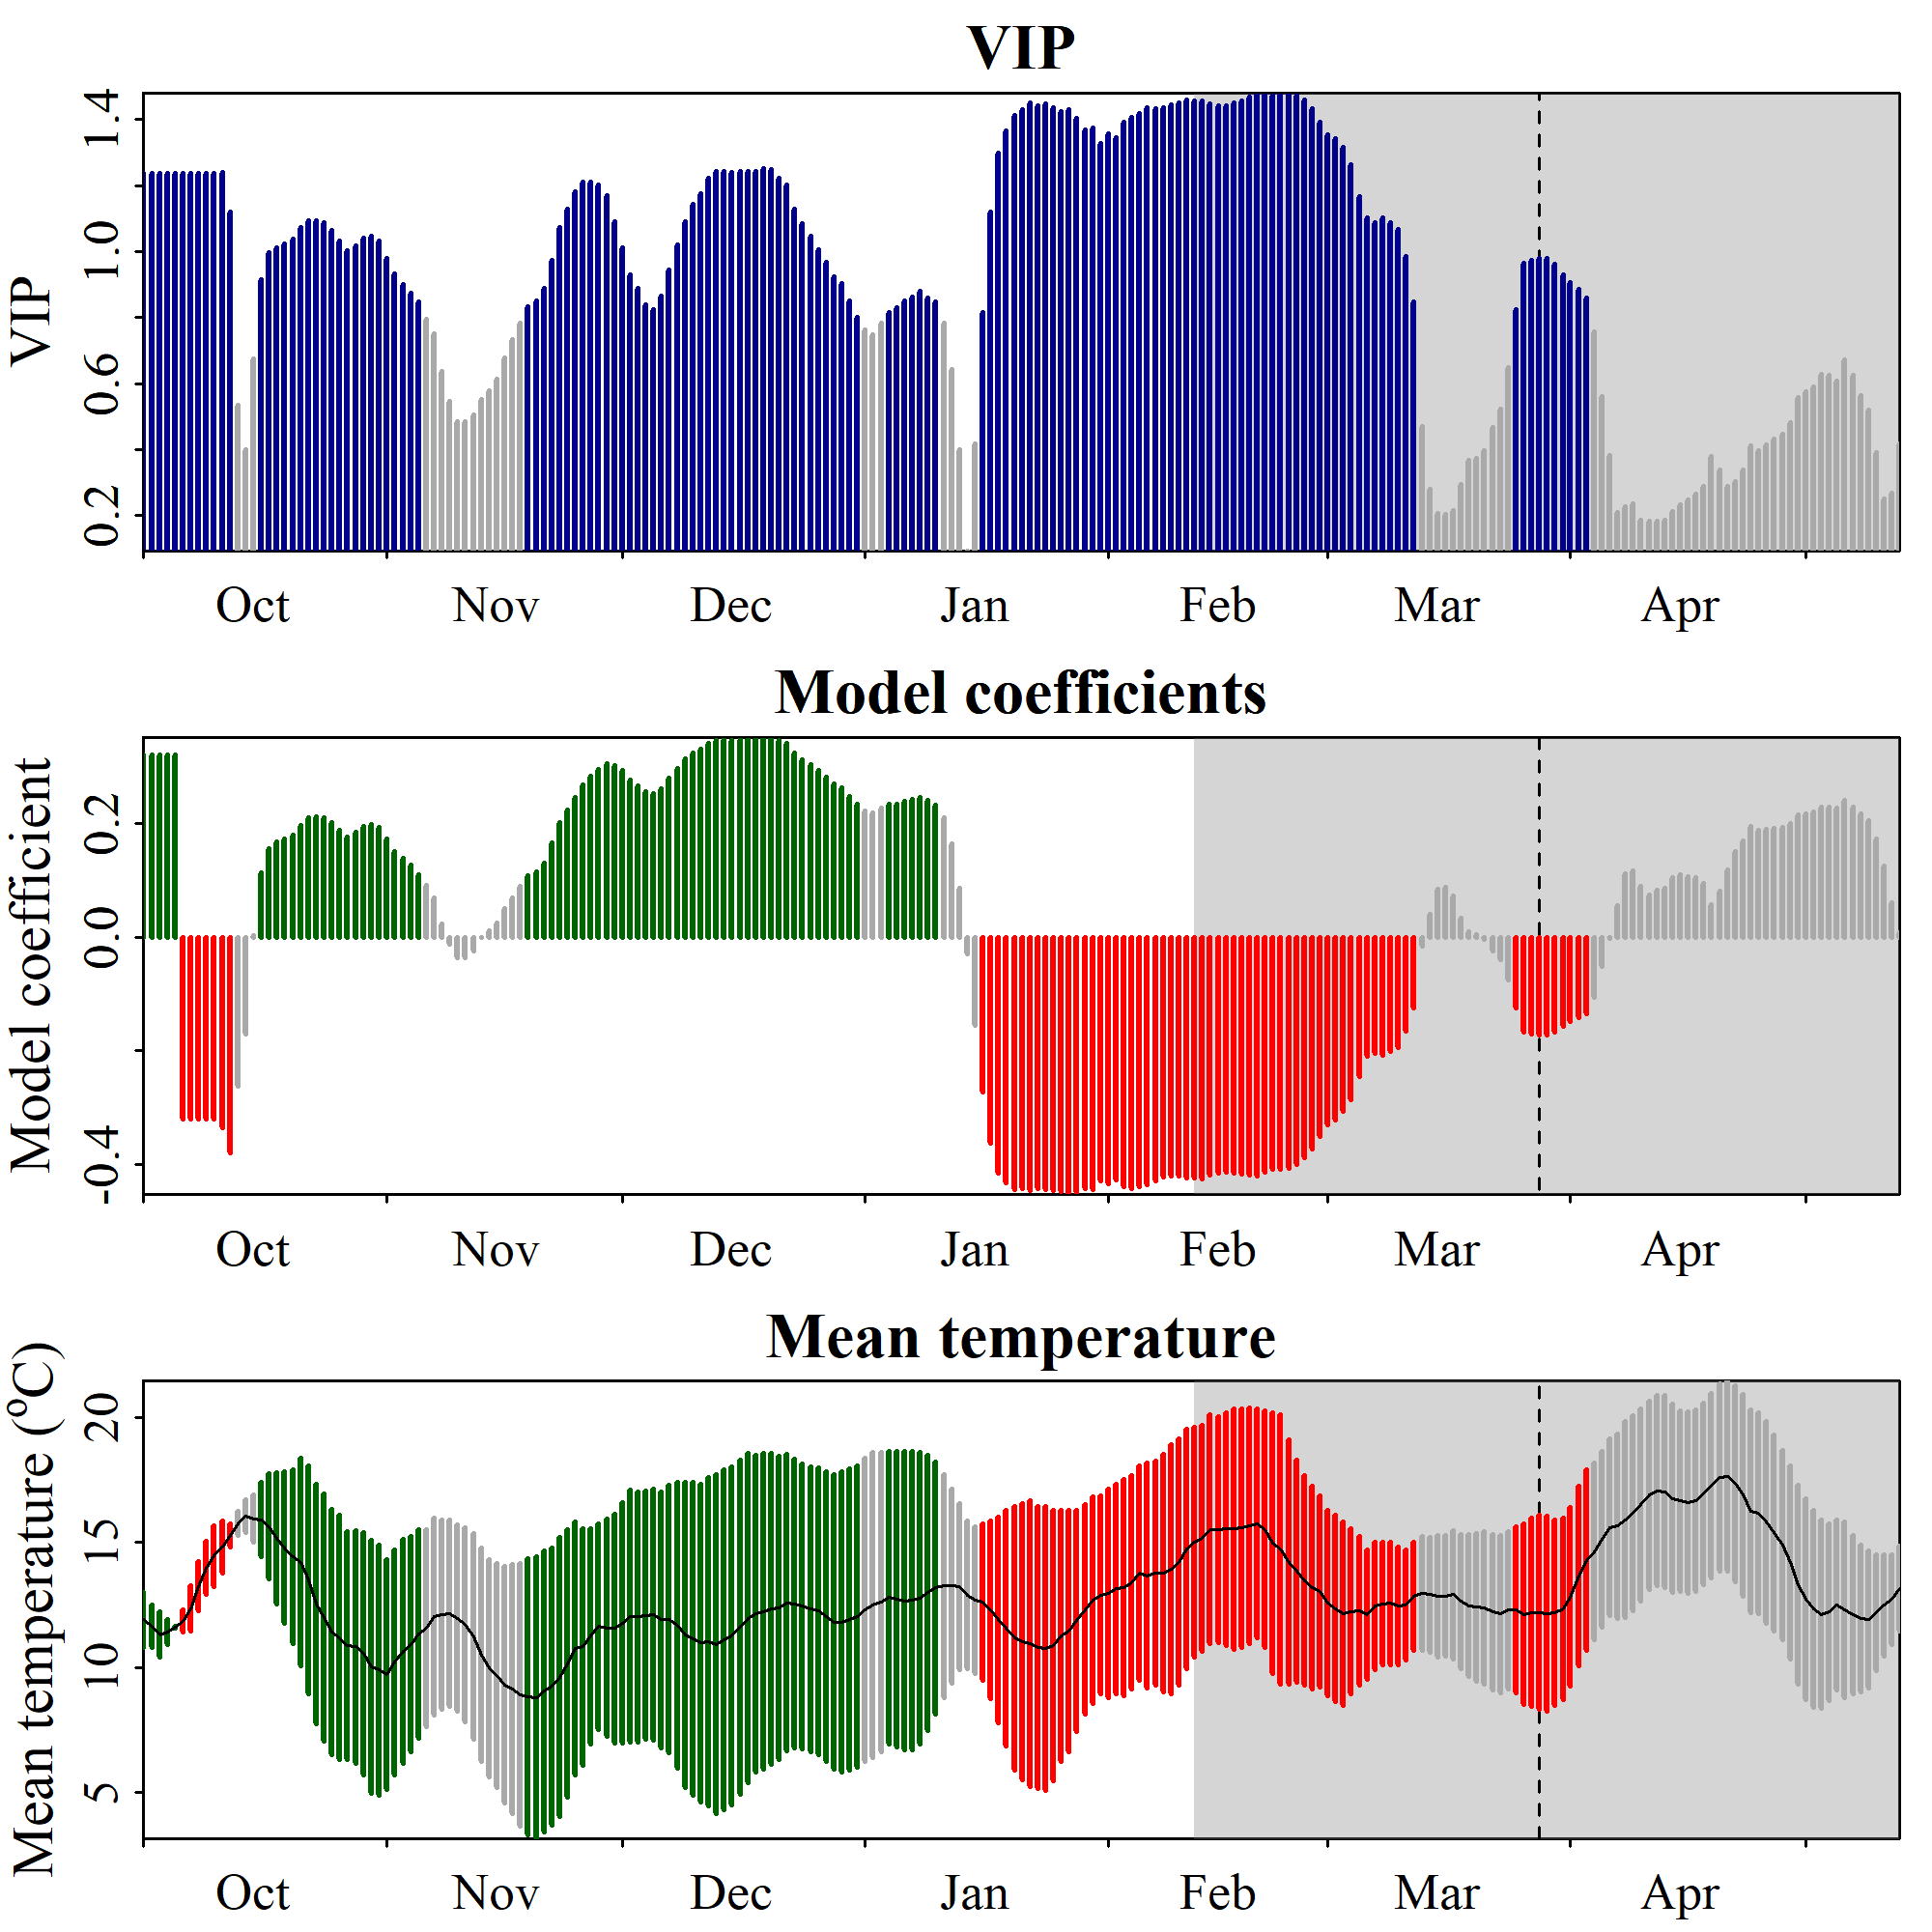 VIP
VIP
0.2 0.6 1.0 1.4
Oct Nov Dec Jan Feb Mar Apr
Model coefficients
Model coefficient
-0.4 0.0 0.2
Oct Nov Dec Jan Feb Mar Apr
Mean temperature
Mean temperature (ºC)
5 10 15 20
Oct Nov Dec Jan Feb Mar Apr